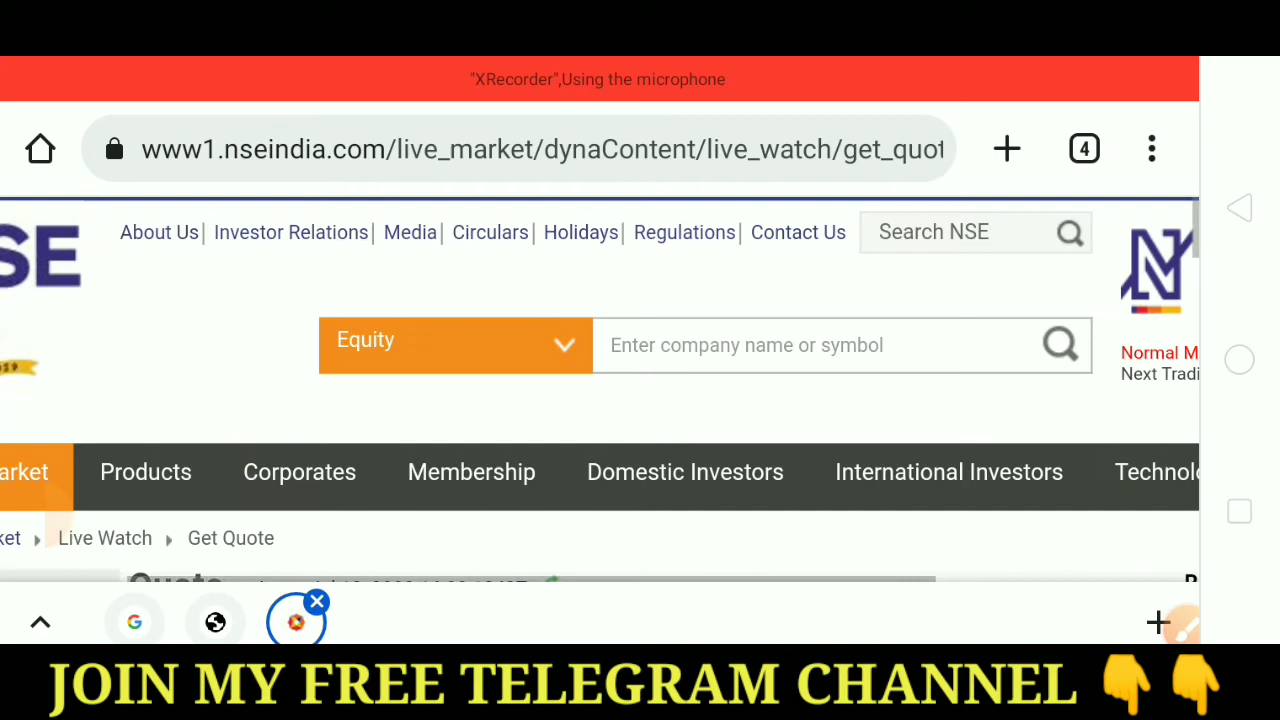 "XRecorder",Using the microphone
www1.nseindia.com/live_market/dynaContent/live_watch/get_quot
4
SE
About Us| Investor Relations| Media| Circulars| Holidays| Regulations| Contact Us
Search NSE
Equity
Enter company name or symbol
Normal M
Next Tradi
arket Products Corporates Membership Domestic Investors International Investors Technolo
ket Live Watch Get Quote
Quote
JOIN MY FREE TELEGRAM CHANNEL 👇👇